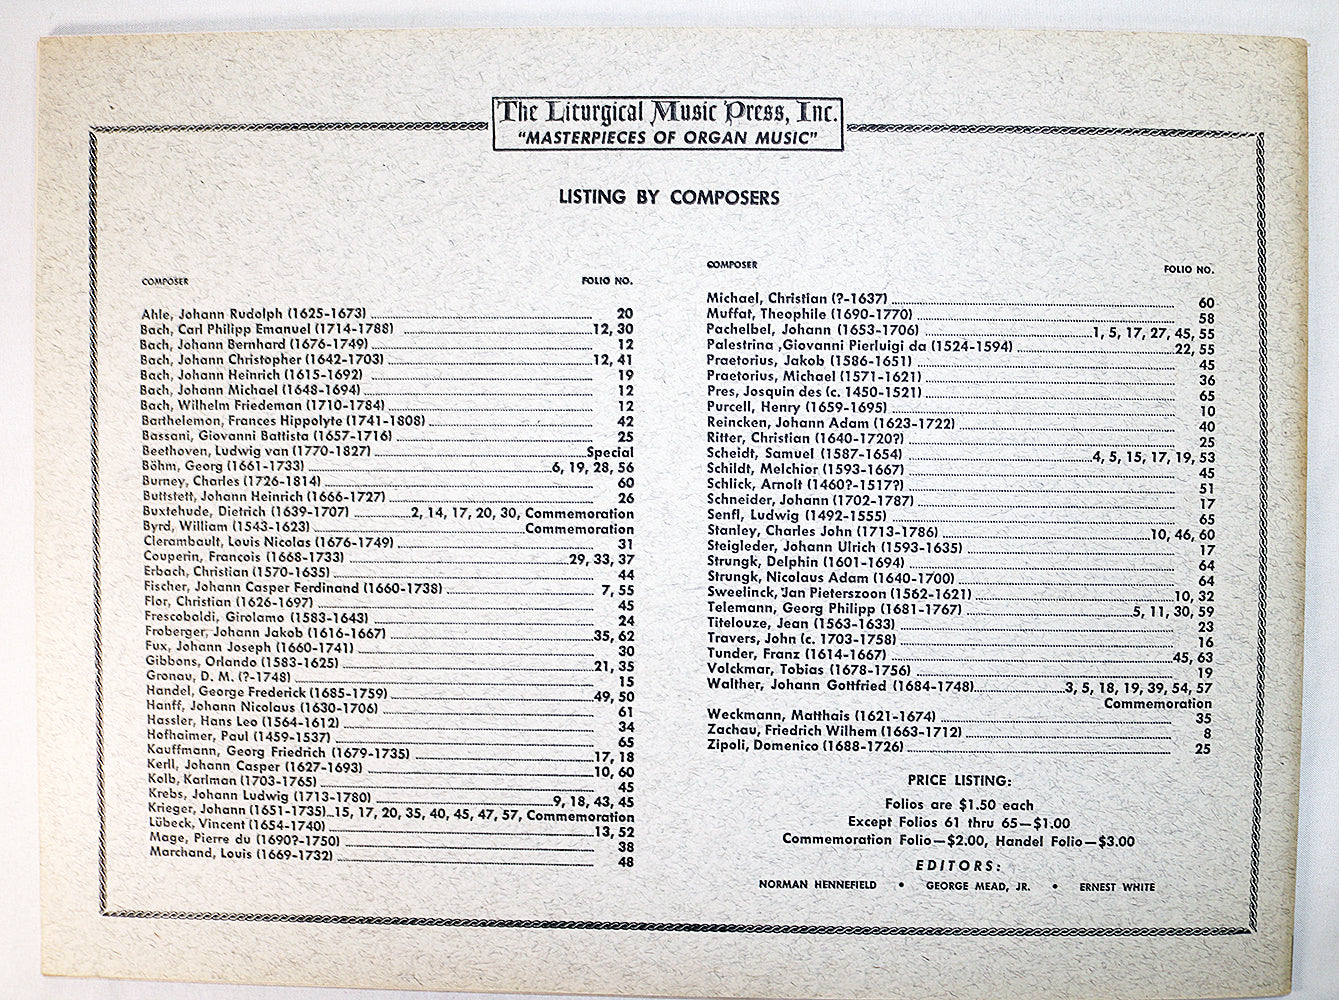 The Liturgical Music Press, Inc.
"MASTERPIECES OF ORGAN MUSIC"
LISTING BY COMPOSERS
COMPOSER FOLIO NO.
Ahle, Johann Rudolph (1625-1673) 20
Bach, Carl Philipp Emanuel (1714-1788) 12, 30
Bach, Johann Bernhard (1676-1749) 12
Bach, Johann Christopher (1642-1703) 12, 41
Bach, Johann Heinrich (1615-1692) 19
Bach, Johann Michael (1648-1694) 12
Bach, Wilhelm Friedeman (1710-1784) 12
Barthelemon, Frances Hippolyte (1741-1808) 42
Bassani, Giovanni Battista (1657-1716) 25
Beethoven, Ludwig van (1770-1827) Special
Böhm, Georg (1661-1733) 6, 19, 28, 56
Burney, Charles (1726-1814) 60
Buttstett, Johann Heinrich (1666-1727) 26
Buxtehude, Dietrich (1639-1707) 2, 14, 17, 20, 30, Commemoration
Byrd, William (1543-1623) Commemoration
Clerambault, Louis Nicolas (1676-1749) 31
Couperin, Francois (1668-1733) 29, 33, 37
Erbach, Christian (1570-1635) 44
Fischer, Johann Casper Ferdinand (1660-1738) 7, 55
Flor, Christian (1626-1697) 45
Frescobaldi, Girolamo (1583-1643) 24
Froberger, Johann Jakob (1616-1667) 35, 62
Fux, Johann Joseph (1660-1741) 30
Gibbons, Orlando (1583-1625) 21, 35
Gronau, D. M. (?-1748) 15
Handel, George Frederick (1685-1759) 49, 50
Hanff, Johann Nicolaus (1630-1706) 61
Hassler, Hans Leo (1564-1612) 34
Hofhaimer, Paul (1459-1537) 65
Kauffmann, Georg Friedrich (1679-1735) 17, 18
Kerll, Johann Casper (1627-1693) 10, 60
Kolb, Karlman (1703-1765) 45
Krebs, Johann Ludwig (1713-1780) 9, 18, 43, 45
Krieger, Johann (1651-1735) 15, 17, 20, 35, 40, 45, 47, 57, Commemoration
Lübeck, Vincent (1654-1740) 13, 52
Mage, Pierre du (1690?-1750) 38
Marchand, Louis (1669-1732) 48
COMPOSER FOLIO NO.
Michael, Christian (?-1637) 60
Muffat, Theophile (1690-1770) 58
Pachelbel, Johann (1653-1706) 1, 5, 17, 27, 45, 55
Palestrina ,Giovanni Pierluigi da (1524-1594) 22, 55
Praetorius, Jakob (1586-1651) 45
Praetorius, Michael (1571-1621) 36
Pres, Josquin des (c. 1450-1521) 65
Purcell, Henry (1659-1695) 10
Reincken, Johann Adam (1623-1722) 40
Ritter, Christian (1640-1720?) 25
Scheidt, Samuel (1587-1654) 4, 5, 15, 17, 19, 53
Schildt, Melchior (1593-1667) 45
Schlick, Arnolt (1460?-1517?) 51
Schneider, Johann (1702-1787) 17
Senfl, Ludwig (1492-1555) 65
Stanley, Charles John (1713-1786) 10, 46, 60
Steigleder, Johann Ulrich (1593-1635) 17
Strungk, Delphin (1601-1694) 64
Strungk, Nicolaus Adam (1640-1700) 64
Sweelinck, Jan Pieterszoon (1562-1621) 10, 32
Telemann, Georg Philipp (1681-1767) 5, 11, 30, 59
Titelouze, Jean (1563-1633) 23
Travers, John (c. 1703-1758) 16
Tunder, Franz (1614-1667) 45, 63
Volckmar, Tobias (1678-1756) 19
Walther, Johann Gottfried (1684-1748) 3, 5, 18, 19, 39, 54, 57
Commemoration
Weckmann, Matthais (1621-1674) 35
Zachau, Friedrich Wilhem (1663-1712) 8
Zipoli, Domenico (1688-1726) 25
PRICE LISTING:
Folios are $1.50 each
Except Folios 61 thru 65—$1.00
Commemoration Folio—$2.00, Handel Folio—$3.00
EDITORS:
NORMAN HENNEFIELD • GEORGE MEAD, JR. • ERNEST WHITE